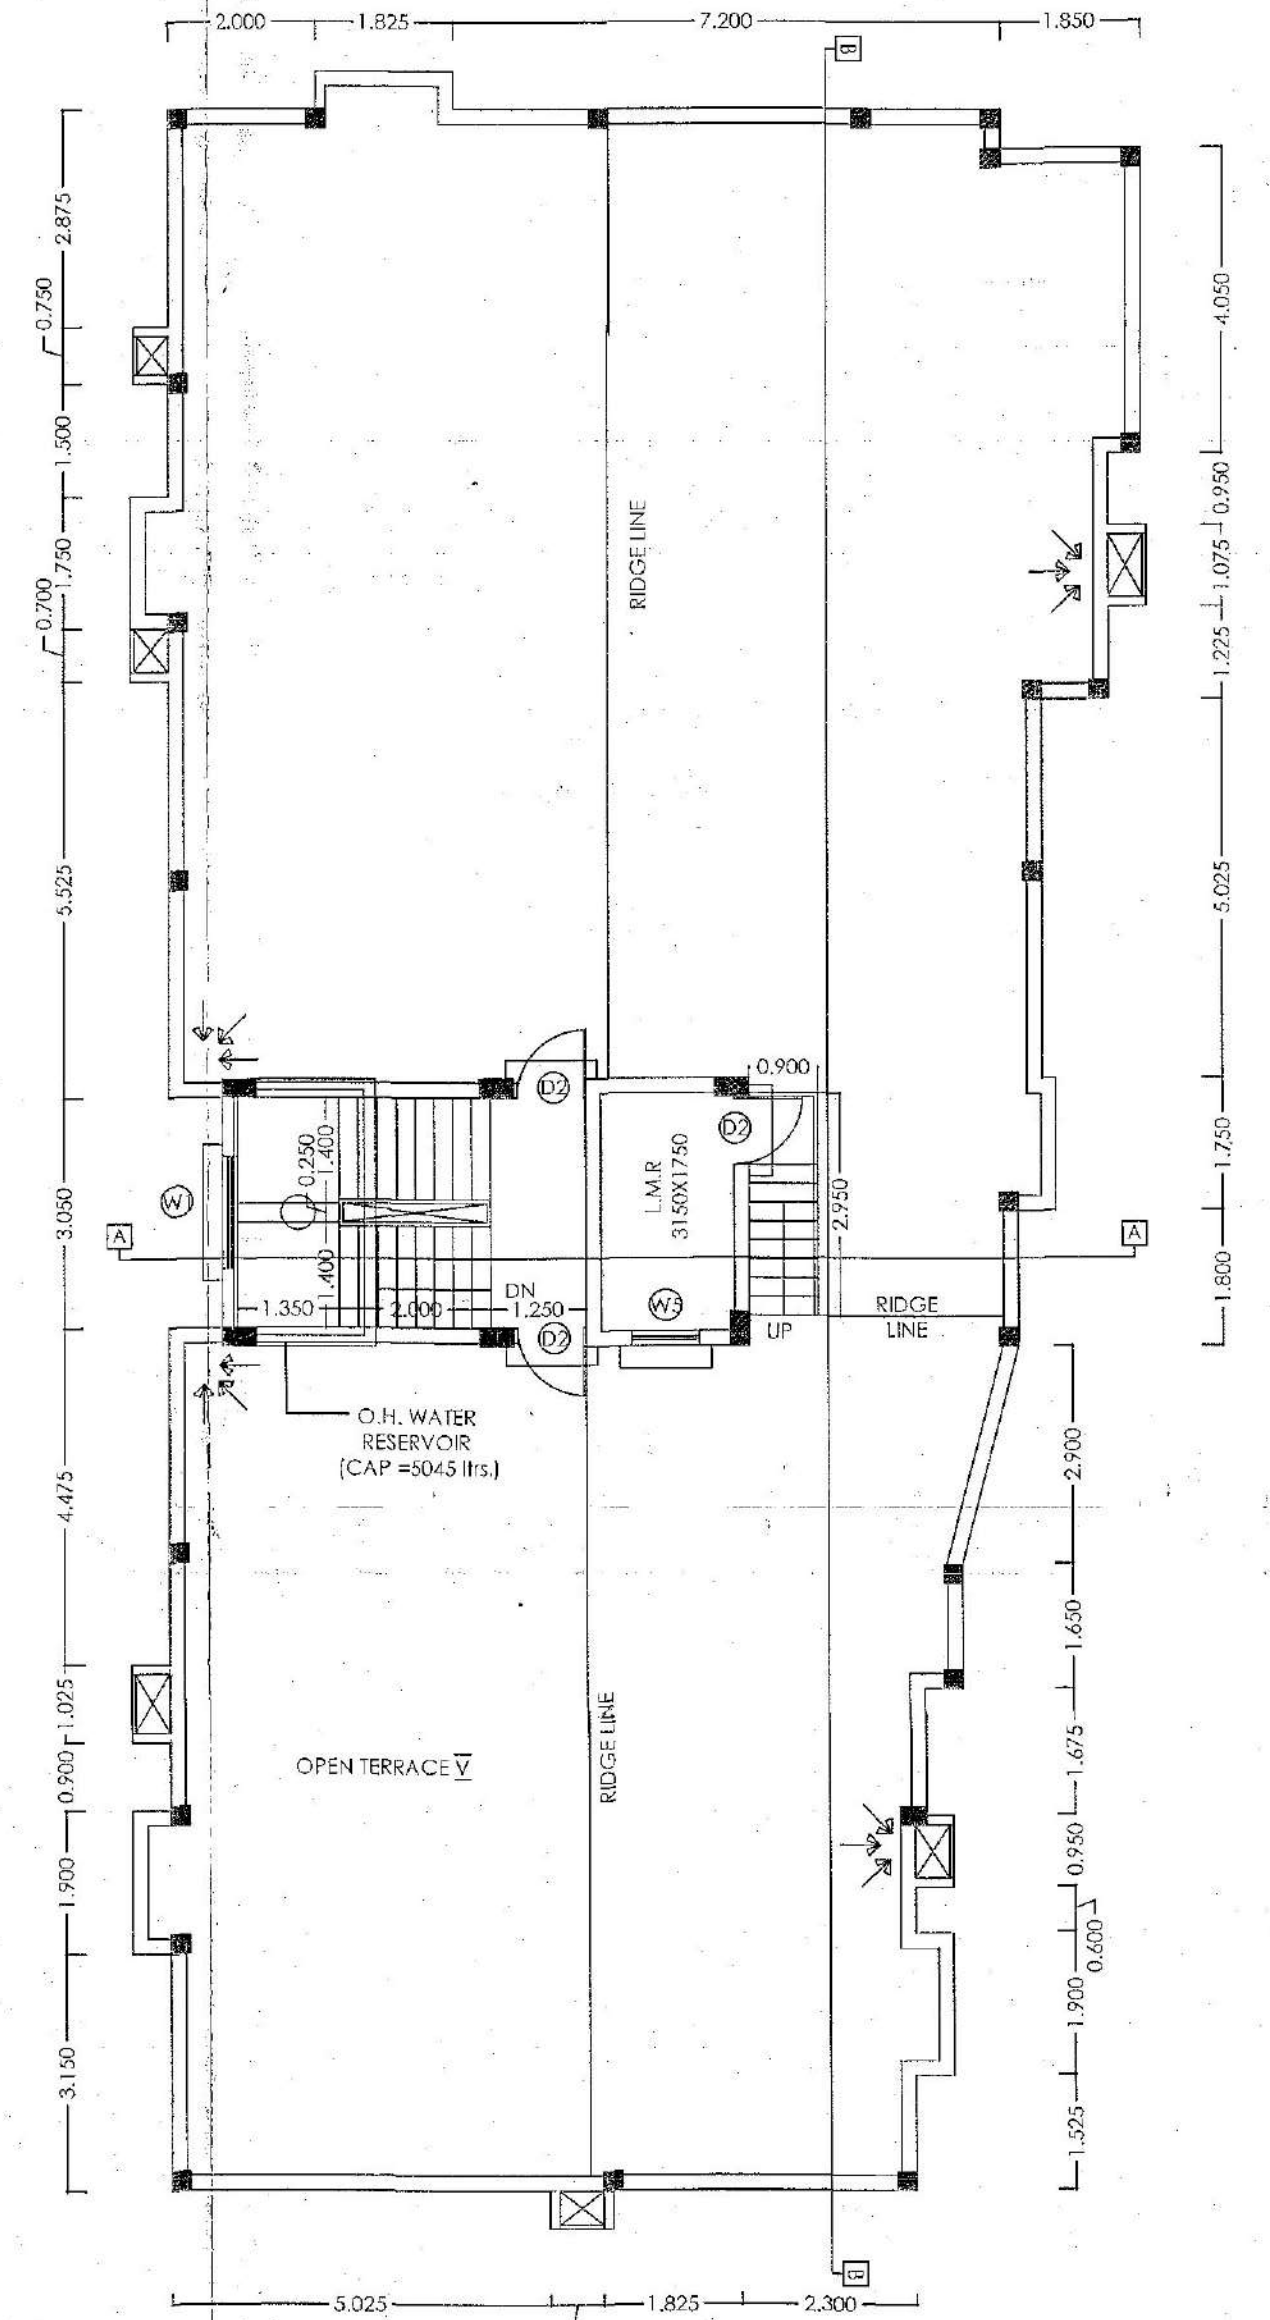 2.000
1.825
7.200
1.850
B
2.875
0.750
1.500
1.750
0.700
5.525
3.050
4.475
1.025
0.900
1.900
3.150
4.050
0.950
1.075
1.225
5.025
1.750
1.800
2.900
1.650
1.675
0.950
0.600
1.900
1.525
RIDGE LINE
D2
0.900
D2
L.M.R
3150X1750
2.950
W
0.250
1.400
1.400
A
A
1.350
2.000
DN
1.250
W5
D2
UP
RIDGE
LINE
O.H. WATER
RESERVOIR
(CAP =5045 ltrs.)
OPEN TERRACE V
RIDGE LINE
B
5.025
1.825
2.300